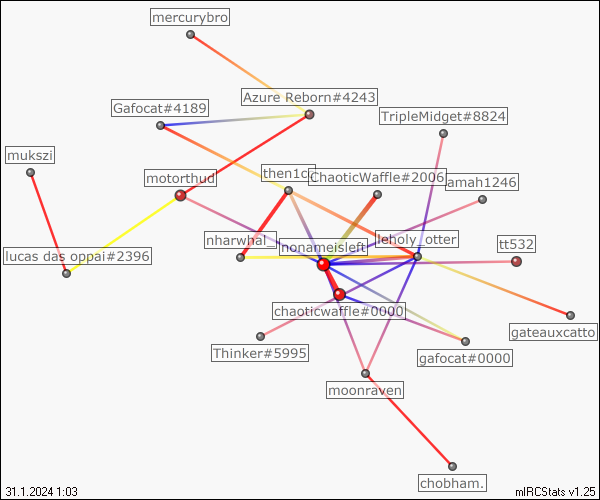 mercurybro
Azure Reborn#4243
Gafocat#4189
TripleMidget#8824
mukszi
motorthud
then1c
ChaoticWaffle#2006
amah1246
nharwhal_
nonameisleft
leholy_otter
tt532
lucas das oppai#2396
chaoticwaffle#0000
gateauxcatto
Thinker#5995
gafocat#0000
moonraven
chobham.
31.1.2024 1:03
mIRCStats v1.25